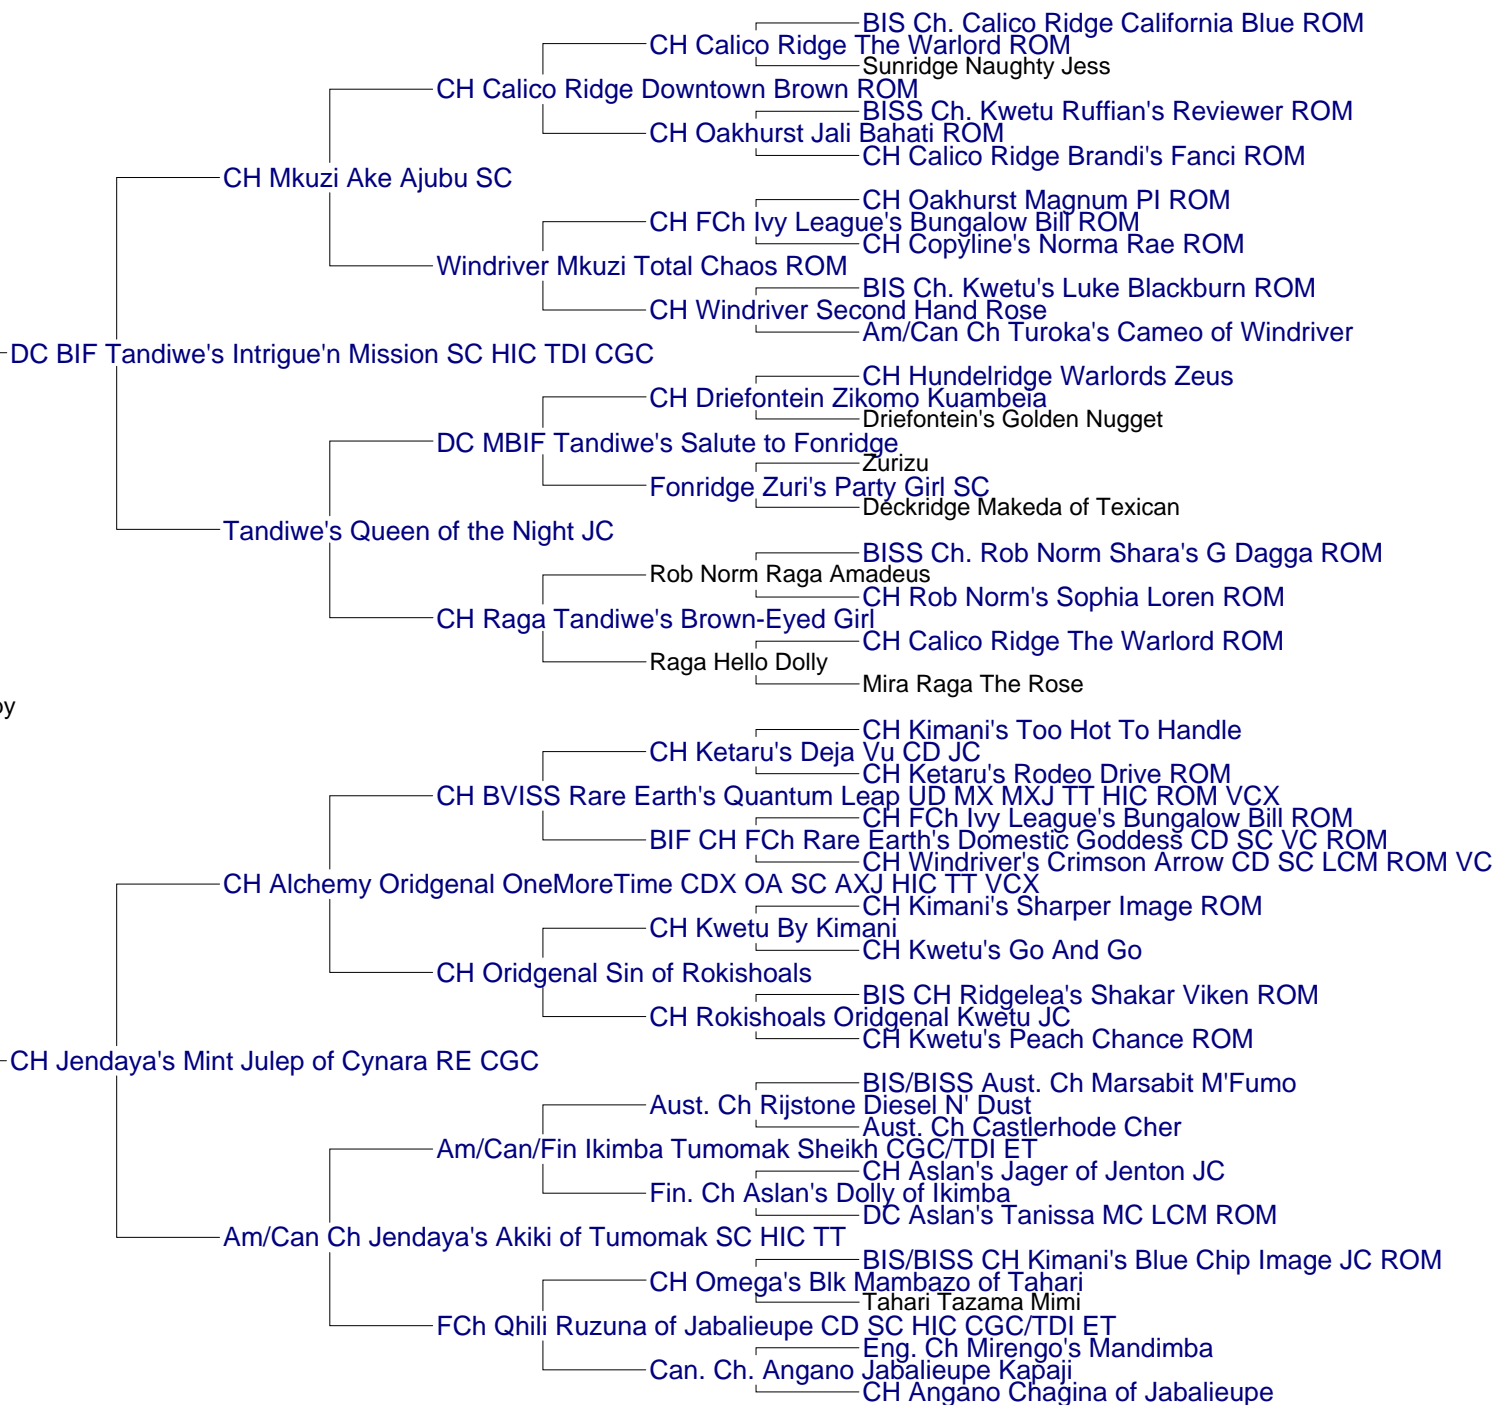 BIS Ch. Calico Ridge California Blue ROM
CH Calico Ridge The Warlord ROM
Sunridge Naughty Jess
CH Calico Ridge Downtown Brown ROM
BISS Ch. Kwetu Ruffian's Reviewer ROM
CH Oakhurst Jali Bahati ROM
CH Calico Ridge Brandi's Fanci ROM
CH Mkuzi Ake Ajubu SC
CH Oakhurst Magnum PI ROM
CH FCh Ivy League's Bungalow Bill ROM
CH Copyline's Norma Rae ROM
Windriver Mkuzi Total Chaos ROM
BIS Ch. Kwetu's Luke Blackburn ROM
CH Windriver Second Hand Rose
Am/Can Ch Turoka's Cameo of Windriver
DC BIF Tandiwe's Intrigue'n Mission SC HIC TDI CGC
CH Hundelridge Warlords Zeus
CH Driefontein Zikomo Kuambeia
Driefontein's Golden Nugget
DC MBIF Tandiwe's Salute to Fonridge
Zurizu
Fonridge Zuri's Party Girl SC
Deckridge Makeda of Texican
Tandiwe's Queen of the Night JC
BISS Ch. Rob Norm Shara's G Dagga ROM
Rob Norm Raga Amadeus
CH Rob Norm's Sophia Loren ROM
CH Raga Tandiwe's Brown-Eyed Girl
CH Calico Ridge The Warlord ROM
Raga Hello Dolly
Mira Raga The Rose
CH Kimani's Too Hot To Handle
CH Ketaru's Deja Vu CD JC
CH Ketaru's Rodeo Drive ROM
CH BVISS Rare Earth's Quantum Leap UD MX MXJ TT HIC ROM VCX
CH FCh Ivy League's Bungalow Bill ROM
BIF CH FCh Rare Earth's Domestic Goddess CD SC VC ROM
CH Windriver's Crimson Arrow CD SC LCM ROM VC
CH Alchemy Oridgenal OneMoreTime CDX OA SC AXJ HIC TT VCX
CH Kimani's Sharper Image ROM
CH Kwetu By Kimani
CH Kwetu's Go And Go
CH Oridgenal Sin of Rokishoals
BIS CH Ridgelea's Shakar Viken ROM
CH Rokishoals Oridgenal Kwetu JC
CH Kwetu's Peach Chance ROM
CH Jendaya's Mint Julep of Cynara RE CGC
BIS/BISS Aust. Ch Marsabit M'Fumo
Aust. Ch Rijstone Diesel N' Dust
Aust. Ch Castlerhode Cher
Am/Can/Fin Ikimba Tumomak Sheikh CGC/TDI ET
CH Aslan's Jager of Jenton JC
Fin. Ch Aslan's Dolly of Ikimba
DC Aslan's Tanissa MC LCM ROM
Am/Can Ch Jendaya's Akiki of Tumomak SC HIC TT
BIS/BISS CH Kimani's Blue Chip Image JC ROM
CH Omega's Blk Mambazo of Tahari
Tahari Tazama Mimi
FCh Qhili Ruzuna of Jabalieupe CD SC HIC CGC/TDI ET
Eng. Ch Mirengo's Mandimba
Can. Ch. Angano Jabalieupe Kapaji
CH Angano Chagina of Jabalieupe